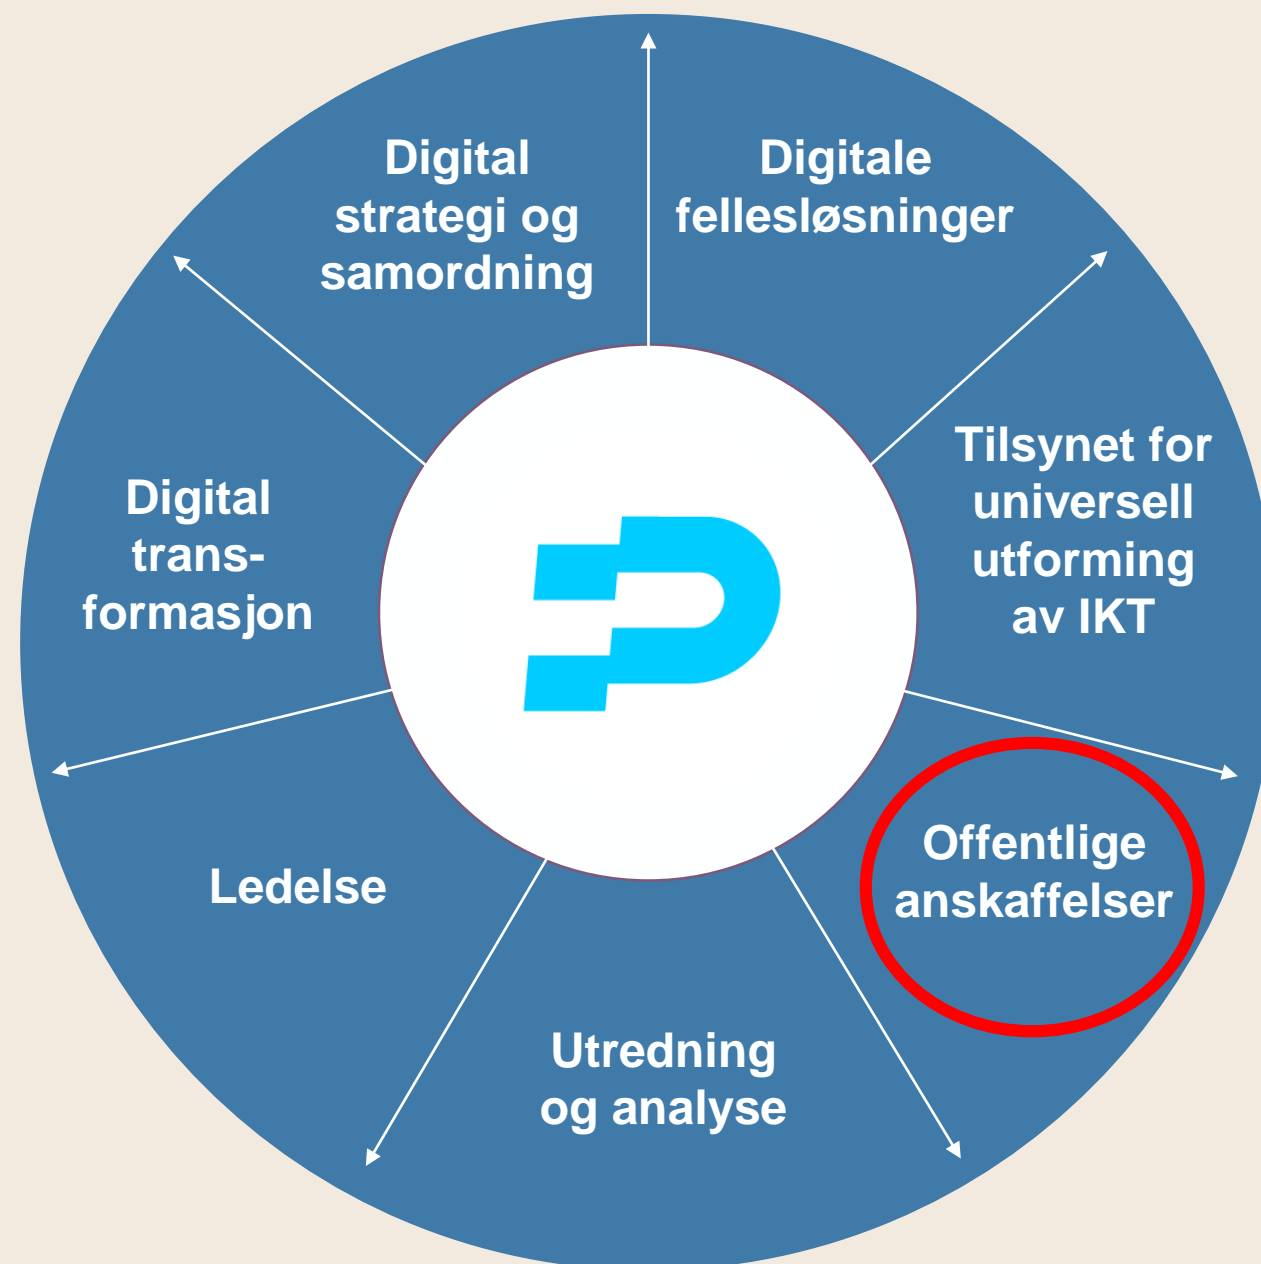 Digital
strategi og
samordning
Digitale
fellesløsninger
Tilsynet for
universell
utforming
av IKT
Offentlige
anskaffelser
Utredning
og analyse
Ledelse
Digital
trans-
formasjon